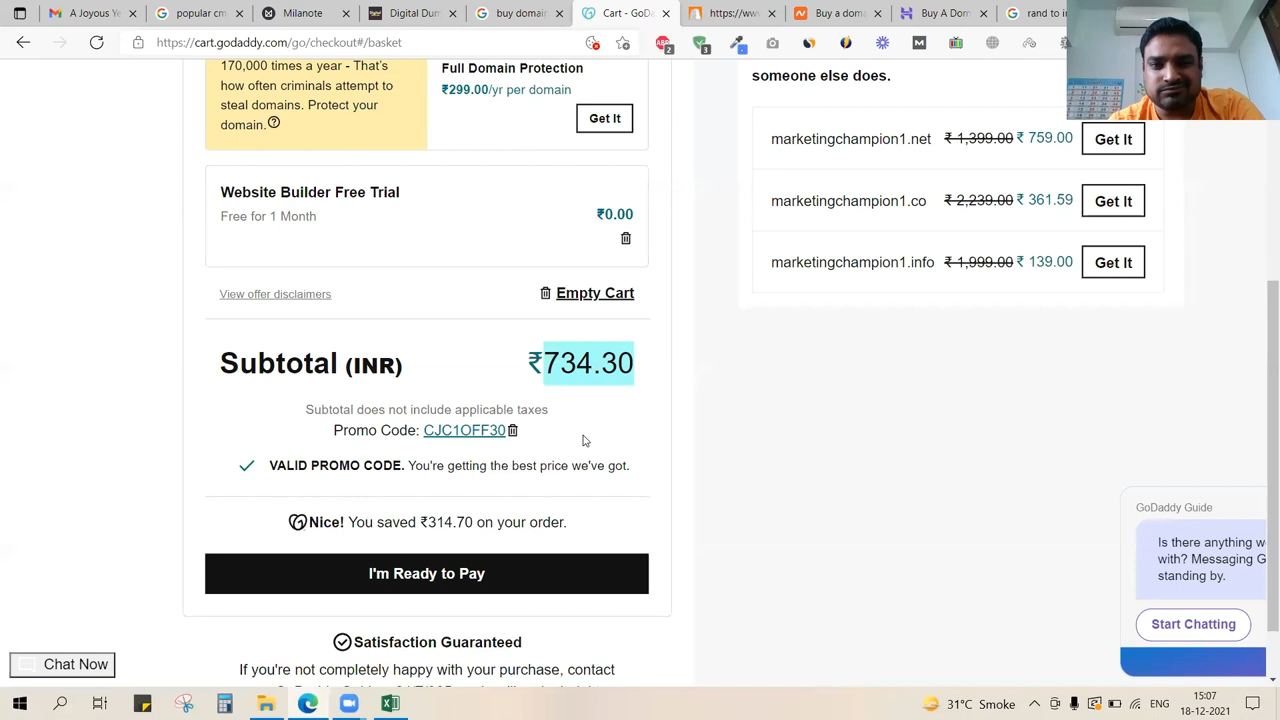 A Joyous Ye
popular cr
Milanote
Digital Dum
buy domain
Cart - GoDa
https://ww
Buy a doma
Buy A Dom
rand to in
https://cart.godaddy.com/go/checkout#/basket
2
3
170,000 times a year - That's
how often criminals attempt to
steal domains. Protect your
domain.
Full Domain Protection
₹299.00/yr per domain
Get It
Website Builder Free Trial
Free for 1 Month
₹0.00
View offer disclaimers
Empty Cart
Subtotal (INR)
₹734.30
Subtotal does not include applicable taxes
Promo Code: CJC1OFF30
VALID PROMO CODE. You're getting the best price we've got.
Nice! You saved ₹314.70 on your order.
I'm Ready to Pay
Satisfaction Guaranteed
If you're not completely happy with your purchase, contact
someone else does.
marketingchampion1.net ₹ 1,399.00 ₹ 759.00 Get It
marketingchampion1.co ₹ 2,239.00 ₹ 361.59 Get It
marketingchampion1.info ₹ 1,999.00 ₹ 139.00 Get It
GoDaddy Guide
Is there anything w
with? Messaging G
standing by.
Start Chatting
Chat Now
31°C Smoke
ENG
15:07
18-12-2021